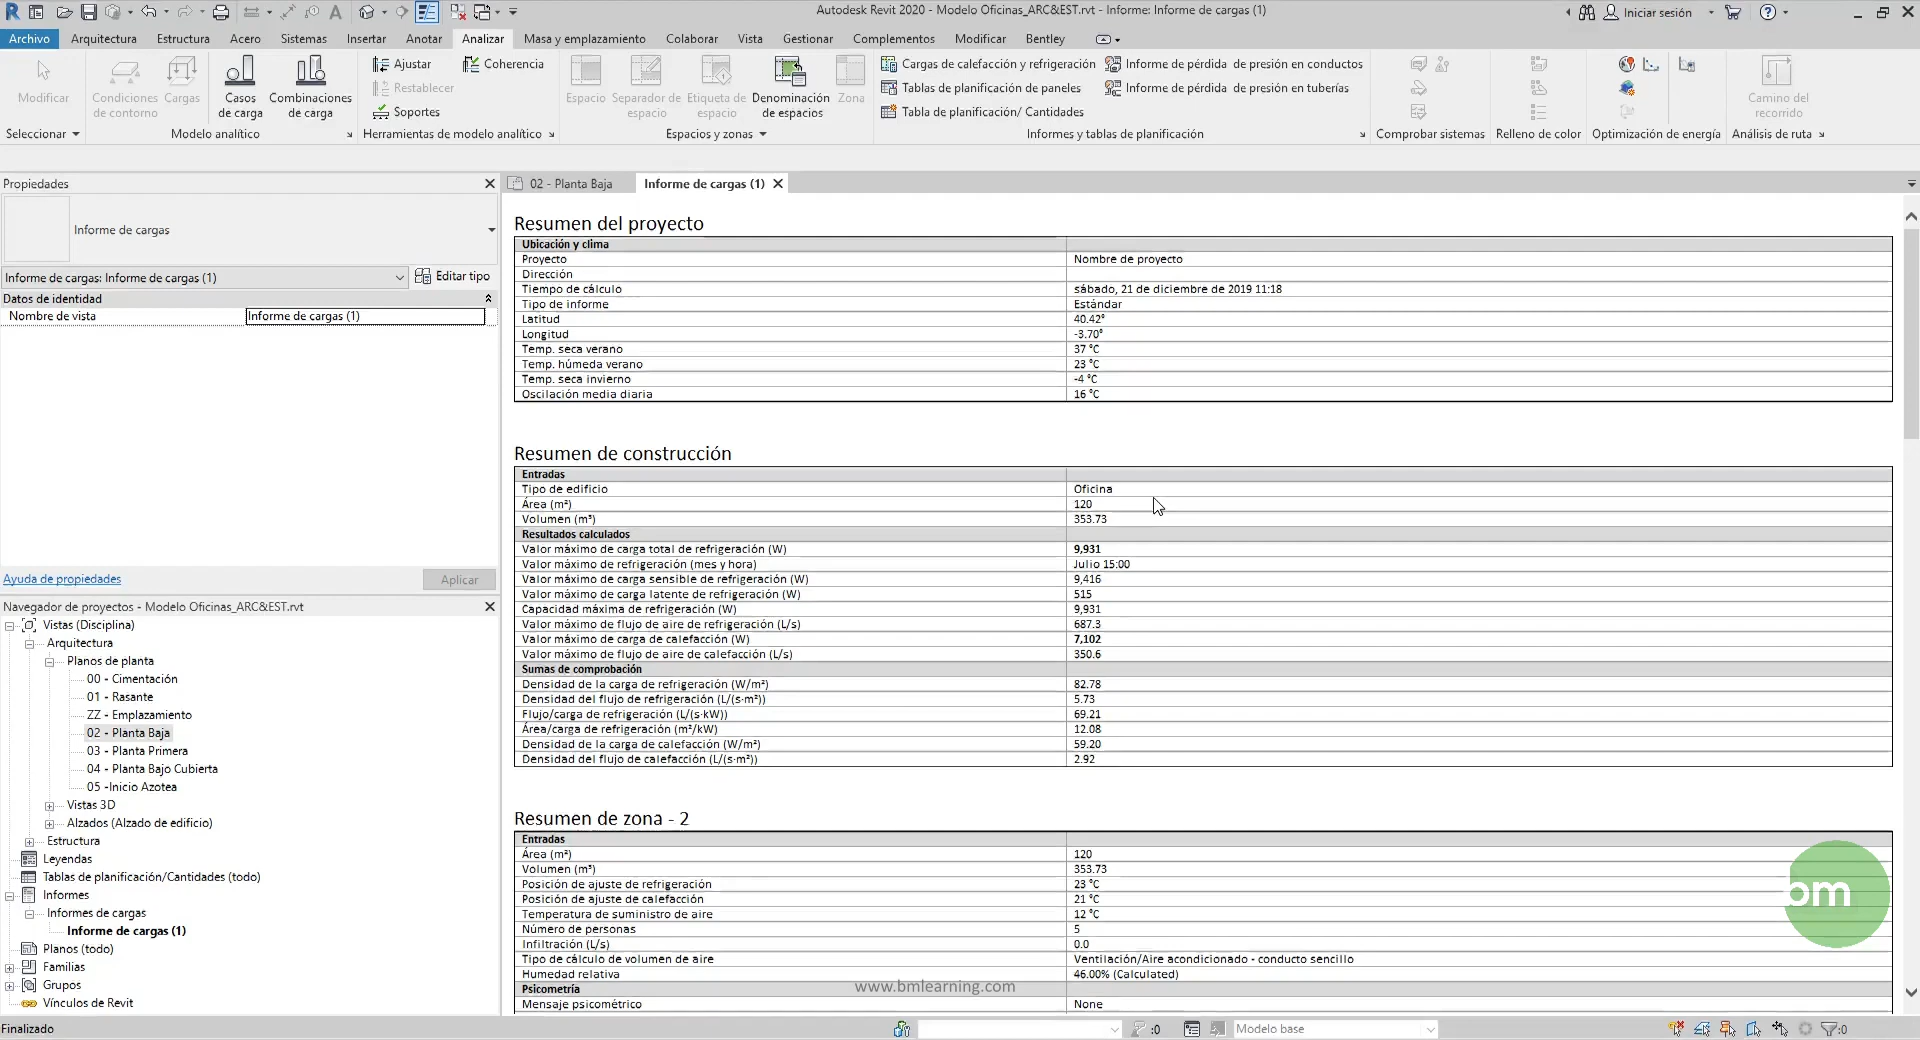 Autodesk Revit 2020 - Modelo Oficinas_ARC&EST.rvt - Informe: Informe de cargas (1)
Iniciar sesión
Archivo Arquitectura Estructura Acero Sistemas Insertar Anotar Analizar Masa y emplazamiento Colaborar Vista Gestionar Complementos Modificar Bentley
Modificar
Seleccionar
Condiciones de contorno
Cargas
Casos de carga
Combinaciones de carga
Modelo analítico
Ajustar
Restablecer
Soportes
Coherencia
Herramientas de modelo analítico
Espacio
Separador de espacio
Etiqueta de espacio
Denominación de espacios
Zona
Espacios y zonas
Cargas de calefacción y refrigeración
Tablas de planificación de paneles
Tabla de planificación/ Cantidades
Informe de pérdida de presión en conductos
Informe de pérdida de presión en tuberías
Informes y tablas de planificación
Comprobar sistemas
Relleno de color
Optimización de energía
Camino del recorrido
Análisis de ruta
Propiedades
Informe de cargas
Informe de cargas: Informe de cargas (1)
Editar tipo
Datos de identidad
Nombre de vista Informe de cargas (1)
Ayuda de propiedades
Aplicar
Navegador de proyectos - Modelo Oficinas_ARC&EST.rvt
Vistas (Disciplina)
Arquitectura
Planos de planta
00 - Cimentación
01 - Rasante
ZZ - Emplazamiento
02 - Planta Baja
03 - Planta Primera
04 - Planta Bajo Cubierta
05 -Inicio Azotea
Vistas 3D
Alzados (Alzado de edificio)
Estructura
Leyendas
Tablas de planificación/Cantidades (todo)
Informes
Informes de cargas
Informe de cargas (1)
Planos (todo)
Familias
Grupos
Vínculos de Revit
02 - Planta Baja
Informe de cargas (1)
Resumen del proyecto
Ubicación y clima
Proyecto Nombre de proyecto
Dirección
Tiempo de cálculo sábado, 21 de diciembre de 2019 11:18
Tipo de informe Estándar
Latitud 40.42°
Longitud -3.70°
Temp. seca verano 37 °C
Temp. húmeda verano 23 °C
Temp. seca invierno -4 °C
Oscilación media diaria 16 °C
Resumen de construcción
Entradas
Tipo de edificio Oficina
Área (m²) 120
Volumen (m³) 353.73
Resultados calculados
Valor máximo de carga total de refrigeración (W) 9,931
Valor máximo de refrigeración (mes y hora) Julio 15:00
Valor máximo de carga sensible de refrigeración (W) 9,416
Valor máximo de carga latente de refrigeración (W) 515
Capacidad máxima de refrigeración (W) 9,931
Valor máximo de flujo de aire de refrigeración (L/s) 687.3
Valor máximo de carga de calefacción (W) 7,102
Valor máximo de flujo de aire de calefacción (L/s) 350.6
Sumas de comprobación
Densidad de la carga de refrigeración (W/m²) 82.78
Densidad del flujo de refrigeración (L/(s·m²)) 5.73
Flujo/carga de refrigeración (L/(s·kW)) 69.21
Área/carga de refrigeración (m²/kW) 12.08
Densidad de la carga de calefacción (W/m²) 59.20
Densidad del flujo de calefacción (L/(s·m²)) 2.92
Resumen de zona - 2
Entradas
Área (m²) 120
Volumen (m³) 353.73
Posición de ajuste de refrigeración 23 °C
Posición de ajuste de calefacción 21 °C
Temperatura de suministro de aire 12 °C
Número de personas 5
Infiltración (L/s) 0.0
Tipo de cálculo de volumen de aire Ventilación/Aire acondicionado - conducto sencillo
Humedad relativa 46.00% (Calculated)
Psicometría
Mensaje psicométrico None
www.bmlearning.com
bm
Finalizado
:0
Modelo base
:0